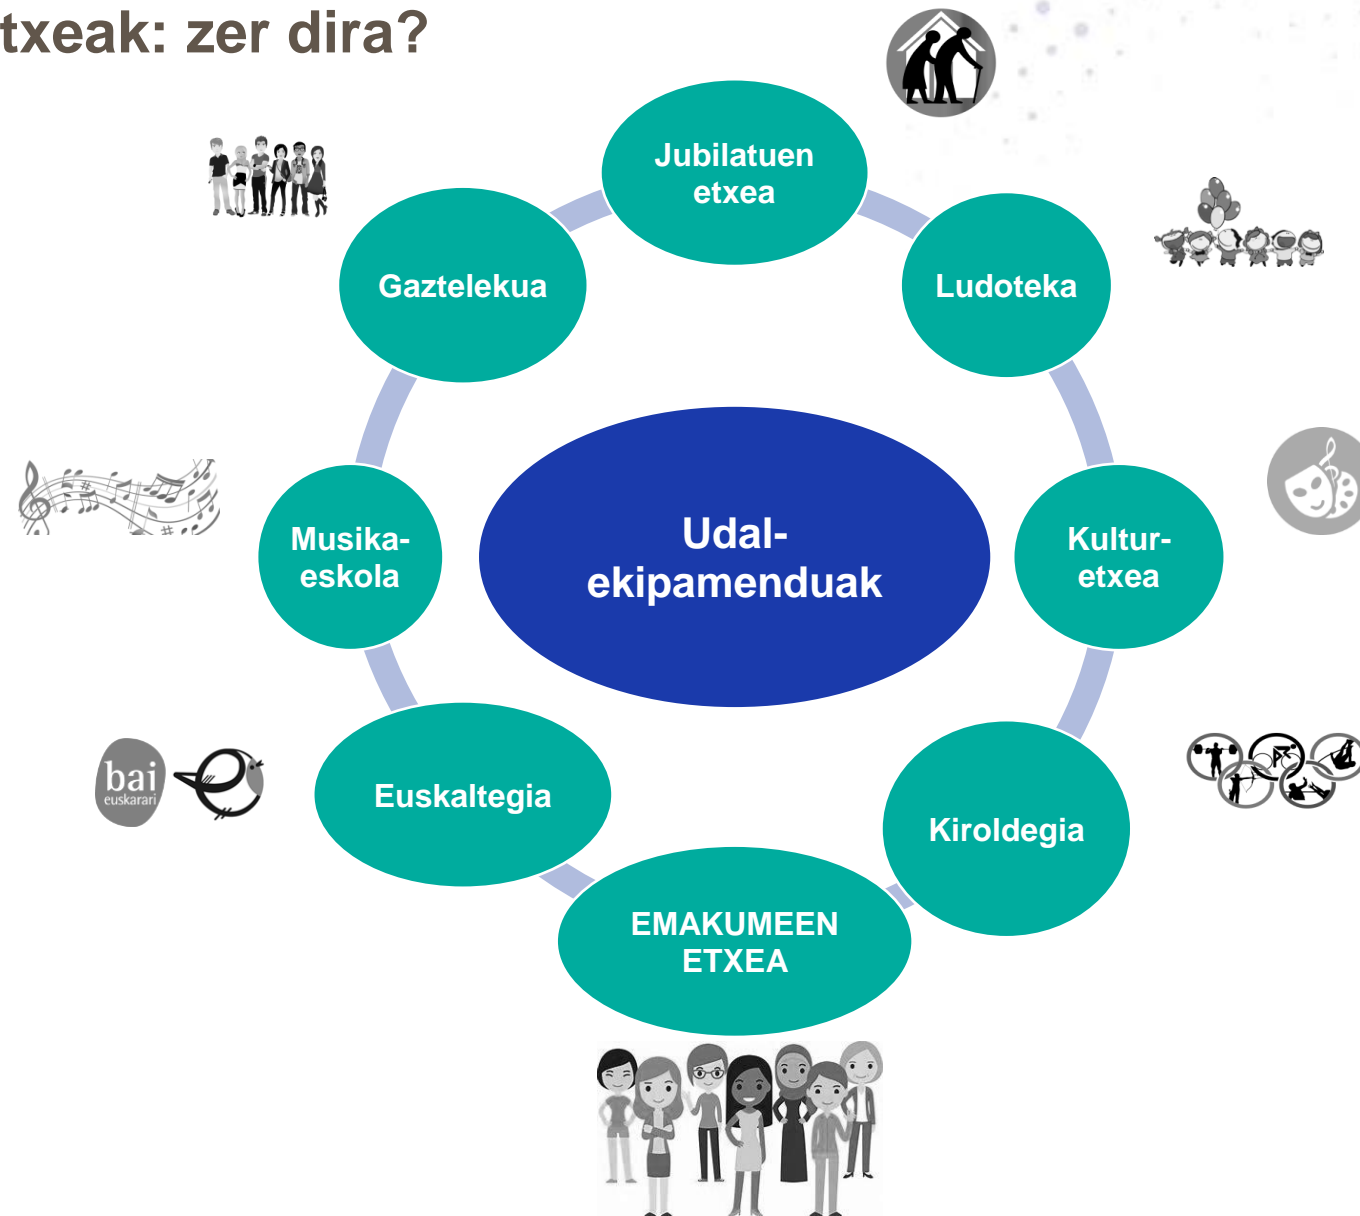 txeak: zer dira?
Jubilatuen
etxea
Gaztelekua
Ludoteka
Udal-
ekipamenduak
Musika-
eskola
Kultur-
etxea
bai
euskarari
Euskaltegia
Kiroldegia
EMAKUMEEN
ETXEA